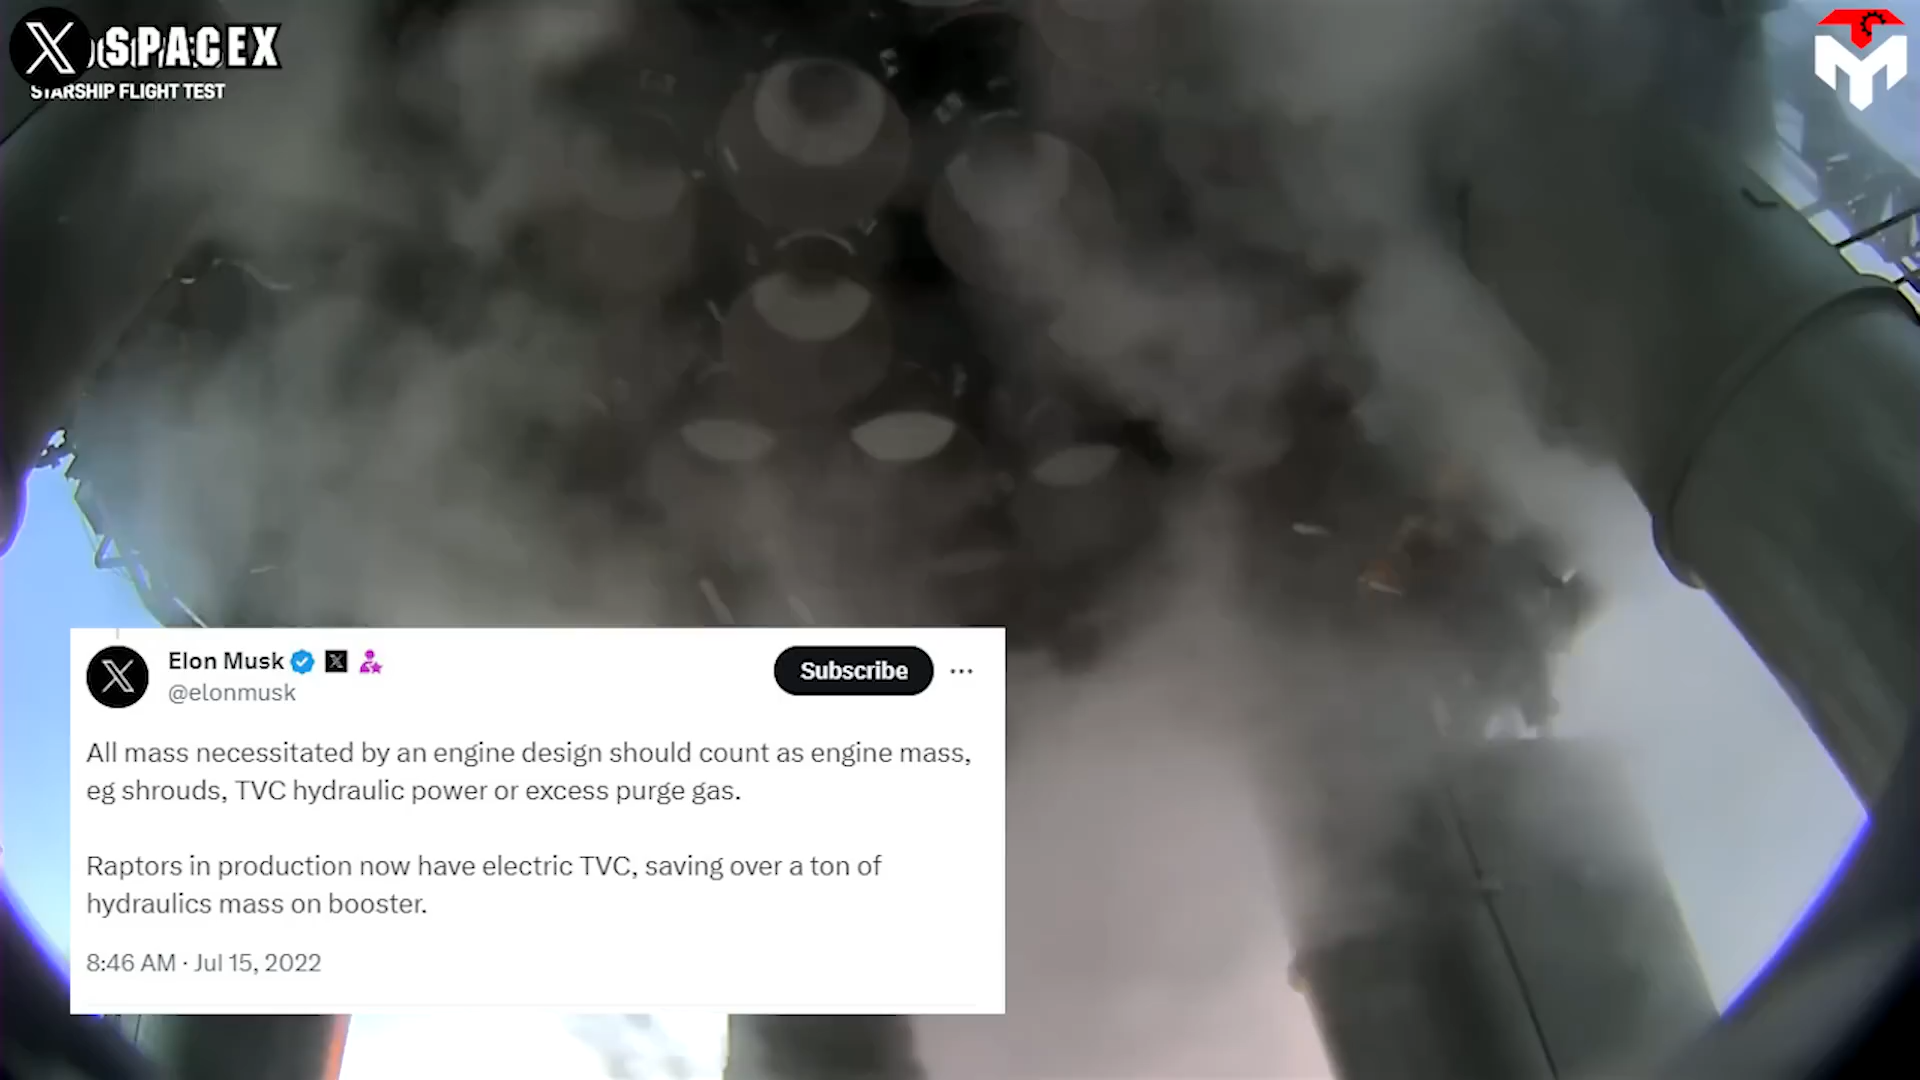 SPACEX
STARSHIP FLIGHT TEST
Elon Musk
Subscribe
@elonmusk
All mass necessitated by an engine design should count as engine mass,
eg shrouds, TVC hydraulic power or excess purge gas.
Raptors in production now have electric TVC, saving over a ton of
hydraulics mass on booster.
8:46 AM · Jul 15, 2022